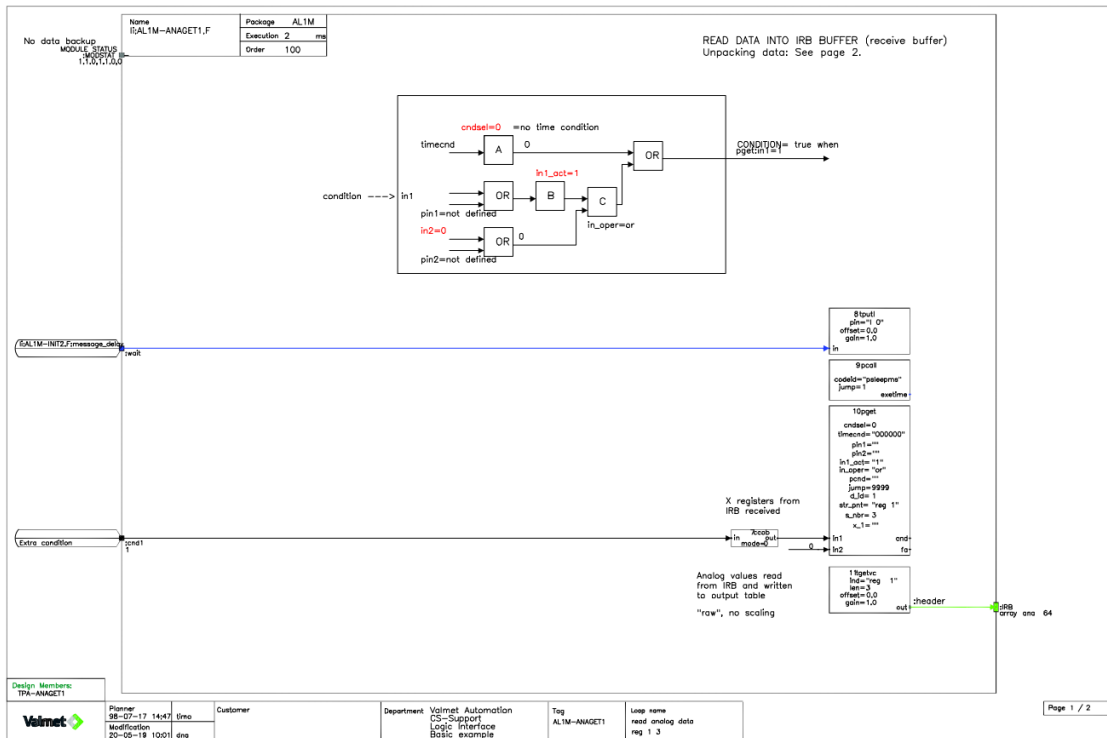 Name
li:AL1M-ANAGET1.F
Package AL1M
Execution 2 ms
Order 100
No data backup
MODULE_STATUS
:MODSTAT
1,1,0,1,1,0,0
READ DATA INTO IRB BUFFER (receive buffer)
Unpacking data: See page 2.
cndsel=0 =no time condition
timecnd
A
0
OR
CONDITION= true when
pget:in1=1
in1_act=1
condition ---> in1
OR
B
C
pin1=not defined
in_oper=or
in2=0
OR
0
pin2=not defined
8tputl
pin="l 0"
offset=0,0
gain=1,0
in
li:AL1M-INIT2.F:message_delay
:wait
9pcall
codeid="psleepms"
jump=1
exetime
10pget
cndsel=0
timecnd="000000"
pin1=""
pin2=""
in1_act="1"
in_oper="or"
pcnd=""
jump=9999
d_id=1
str_pnt="reg 1"
s_nbr=3
x_1=""
in1 cnd
in2 fa
X registers from
IRB received
7ccab
in out
mode=0
0
Extra condition
:cnd1
1
Analog values read
from IRB and written
to output table
"raw", no scaling
11tgetvc
ind="reg 1"
len=3
offset=0,0
gain=1,0
out
:header
:IRB
array ana 64
Design Members:
TPA-ANAGET1
Valmet
Planner
98-07-17 14,47 timo
Modification
20-05-19 10,01 dna
Customer
Department Valmet Automation
CS-Support
Logic Interface
Basic example
Tag
AL1M-ANAGET1
Loop name
read analog data
reg 1 3
Page 1 / 2